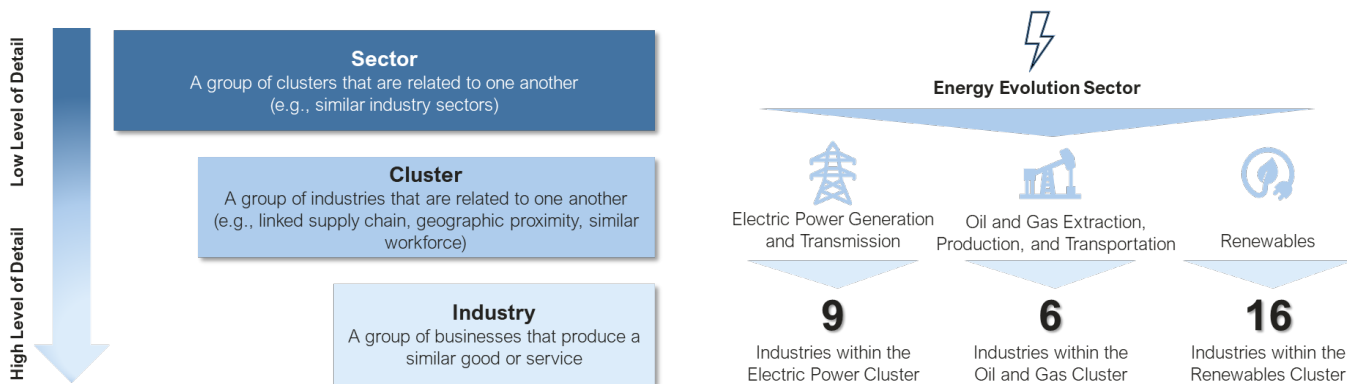 Low Level of Detail
High Level of Detail
Sector
A group of clusters that are related to one another
(e.g., similar industry sectors)
Cluster
A group of industries that are related to one another
(e.g., linked supply chain, geographic proximity, similar
workforce)
Industry
A group of businesses that produce a
similar good or service
Energy Evolution Sector
Electric Power Generation
and Transmission
Oil and Gas Extraction,
Production, and Transportation
Renewables
9
Industries within the
Electric Power Cluster
6
Industries within the
Oil and Gas Cluster
16
Industries within the
Renewables Cluster